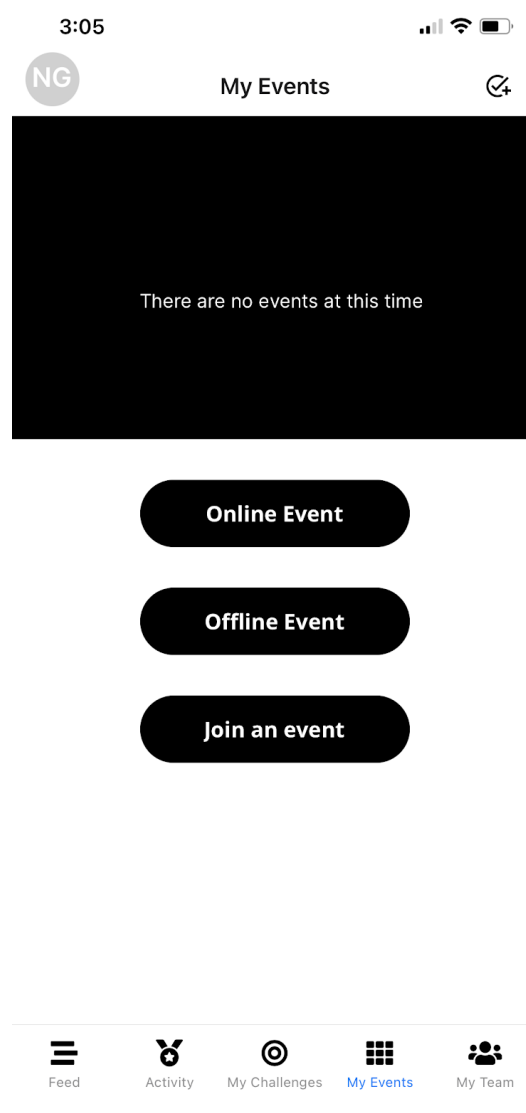 3:05
NG
My Events
There are no events at this time
Online Event
Offline Event
Join an event
Feed
Activity
My Challenges
My Events
My Team